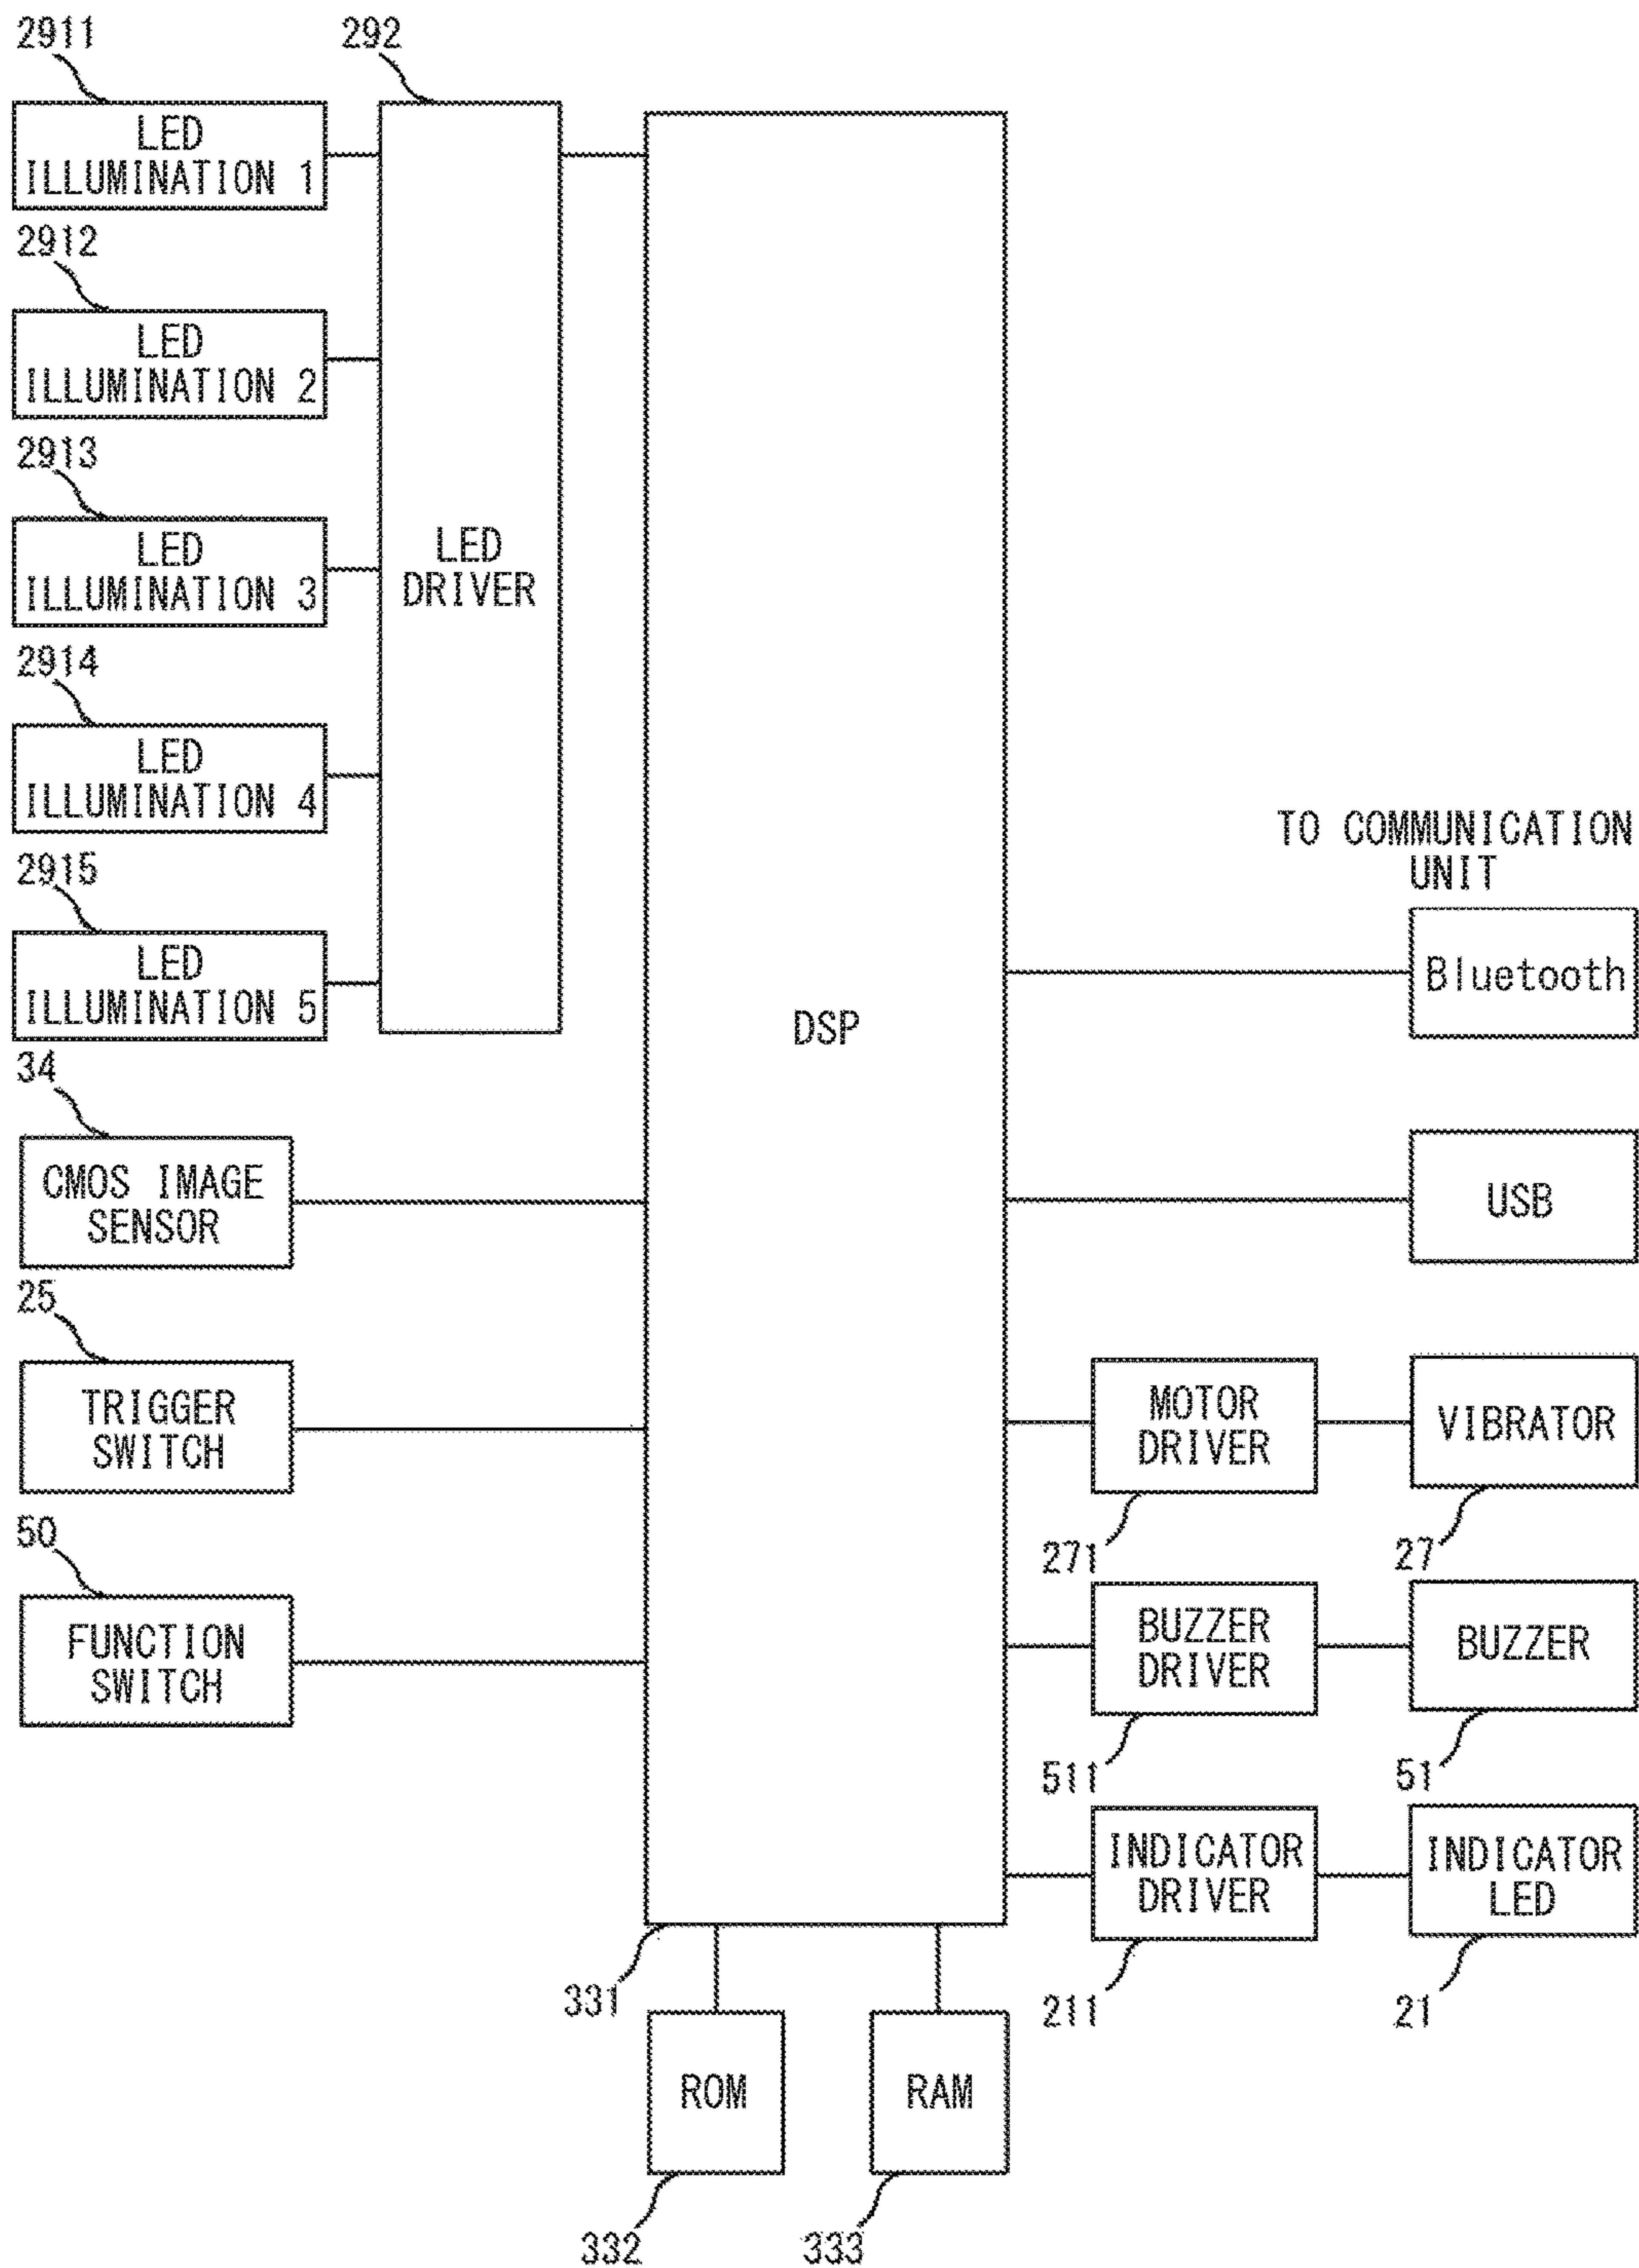 2911
LED
ILLUMINATION 1
292
2912
LED
ILLUMINATION 2
2913
LED
ILLUMINATION 3
LED
DRIVER
2914
LED
ILLUMINATION 4
2915
LED
ILLUMINATION 5
DSP
TO COMMUNICATION
UNIT
Bluetooth
34
CMOS IMAGE
SENSOR
USB
25
TRIGGER
SWITCH
MOTOR
DRIVER
VIBRATOR
271
27
50
FUNCTION
SWITCH
BUZZER
DRIVER
BUZZER
511
51
INDICATOR
DRIVER
INDICATOR
LED
211
21
331
ROM
RAM
332
333